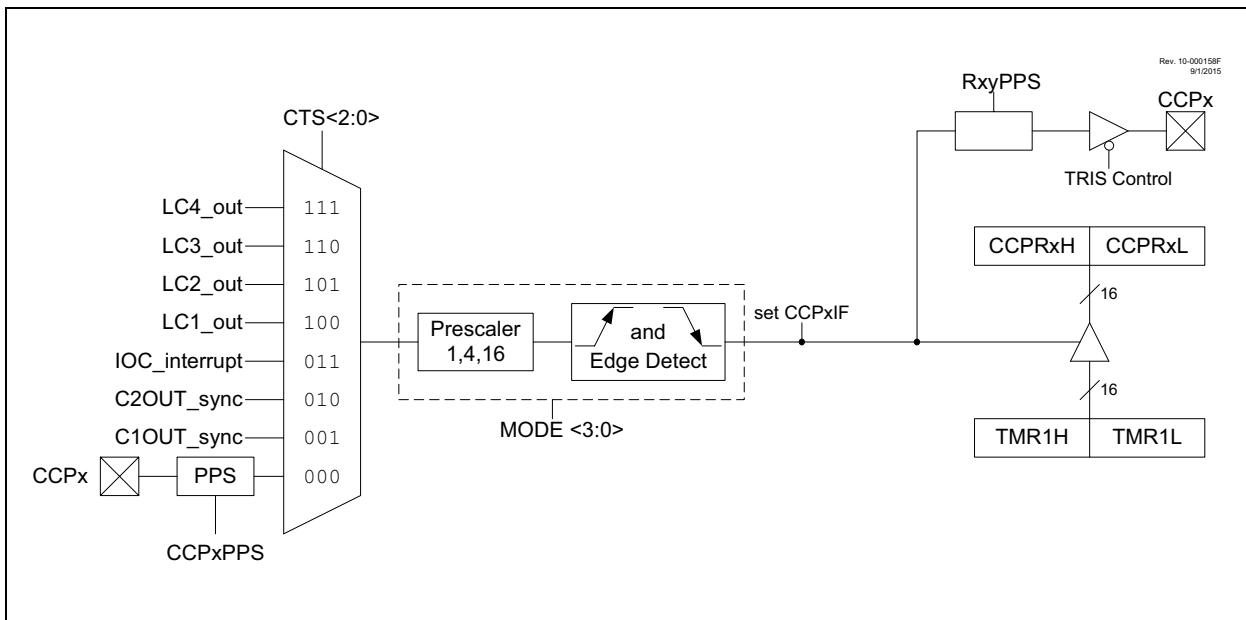 Rev. 10-000158F
9/1/2015
RxyPPS
CCPx
TRIS Control
CTS<2:0>
LC4_out 111
LC3_out 110
LC2_out 101
LC1_out 100
IOC_interrupt 011
C2OUT_sync 010
C1OUT_sync 001
CCPx PPS 000
CCPxPPS
Prescaler
1,4,16
and
Edge Detect
MODE <3:0>
set CCPxIF
CCPRxH CCPRxL
16
16
TMR1H TMR1L